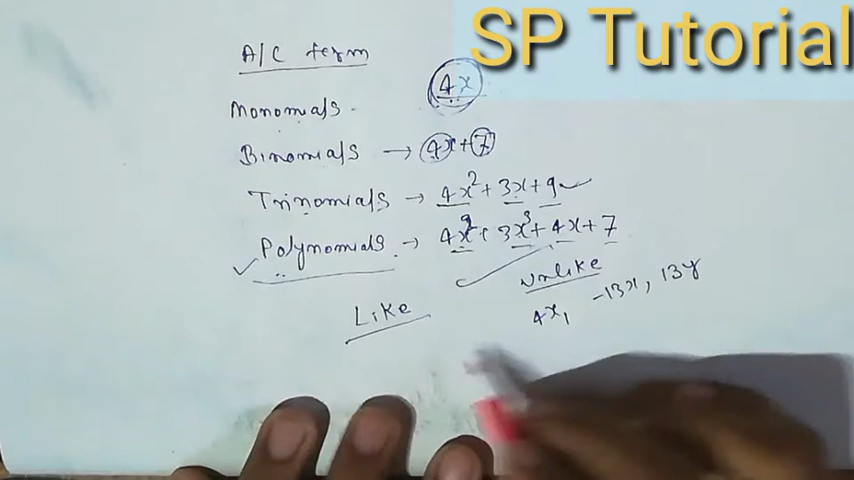 SP Tutorial
A/C term
Monomials 4x
Binomials → 4x+7
Trinomials → 4x²+3x+9
Polynomials → 4x⁹+3x³+4x+7
Like
Unlike
4x, -13x, 13y